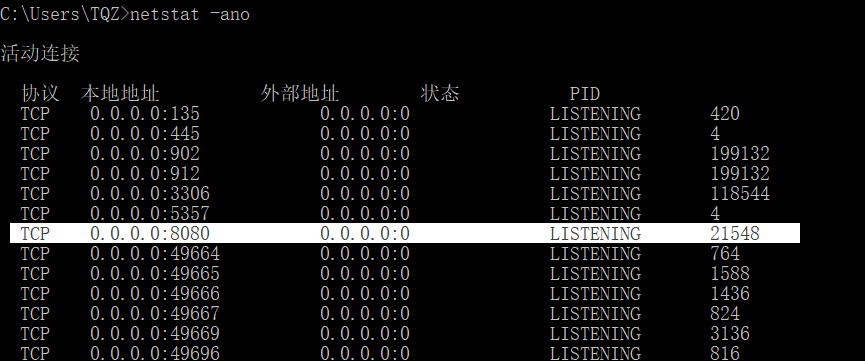 C:\Users\TQZ>netstat -ano
活动连接
协议 本地地址 外部地址 状态 PID
TCP 0.0.0.0:135 0.0.0.0:0 LISTENING 420
TCP 0.0.0.0:445 0.0.0.0:0 LISTENING 4
TCP 0.0.0.0:902 0.0.0.0:0 LISTENING 199132
TCP 0.0.0.0:912 0.0.0.0:0 LISTENING 199132
TCP 0.0.0.0:3306 0.0.0.0:0 LISTENING 118544
TCP 0.0.0.0:5357 0.0.0.0:0 LISTENING 4
TCP 0.0.0.0:8080 0.0.0.0:0 LISTENING 21548
TCP 0.0.0.0:49664 0.0.0.0:0 LISTENING 764
TCP 0.0.0.0:49665 0.0.0.0:0 LISTENING 1588
TCP 0.0.0.0:49666 0.0.0.0:0 LISTENING 1436
TCP 0.0.0.0:49667 0.0.0.0:0 LISTENING 824
TCP 0.0.0.0:49669 0.0.0.0:0 LISTENING 3136
TCP 0.0.0.0:49696 0.0.0.0:0 LISTENING 816